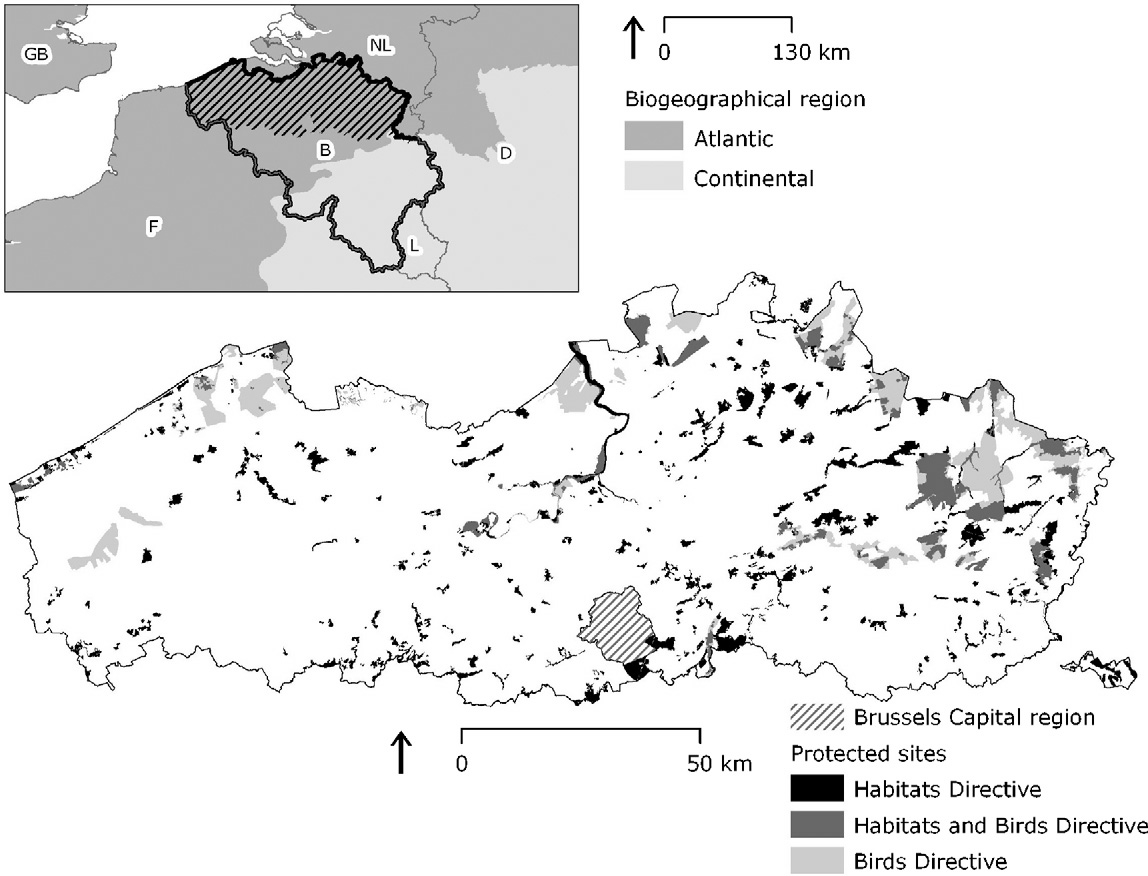 GB
NL
B
D
F
L
0 130 km
Biogeographical region
Atlantic
Continental
0 50 km
Brussels Capital region
Protected sites
Habitats Directive
Habitats and Birds Directive
Birds Directive